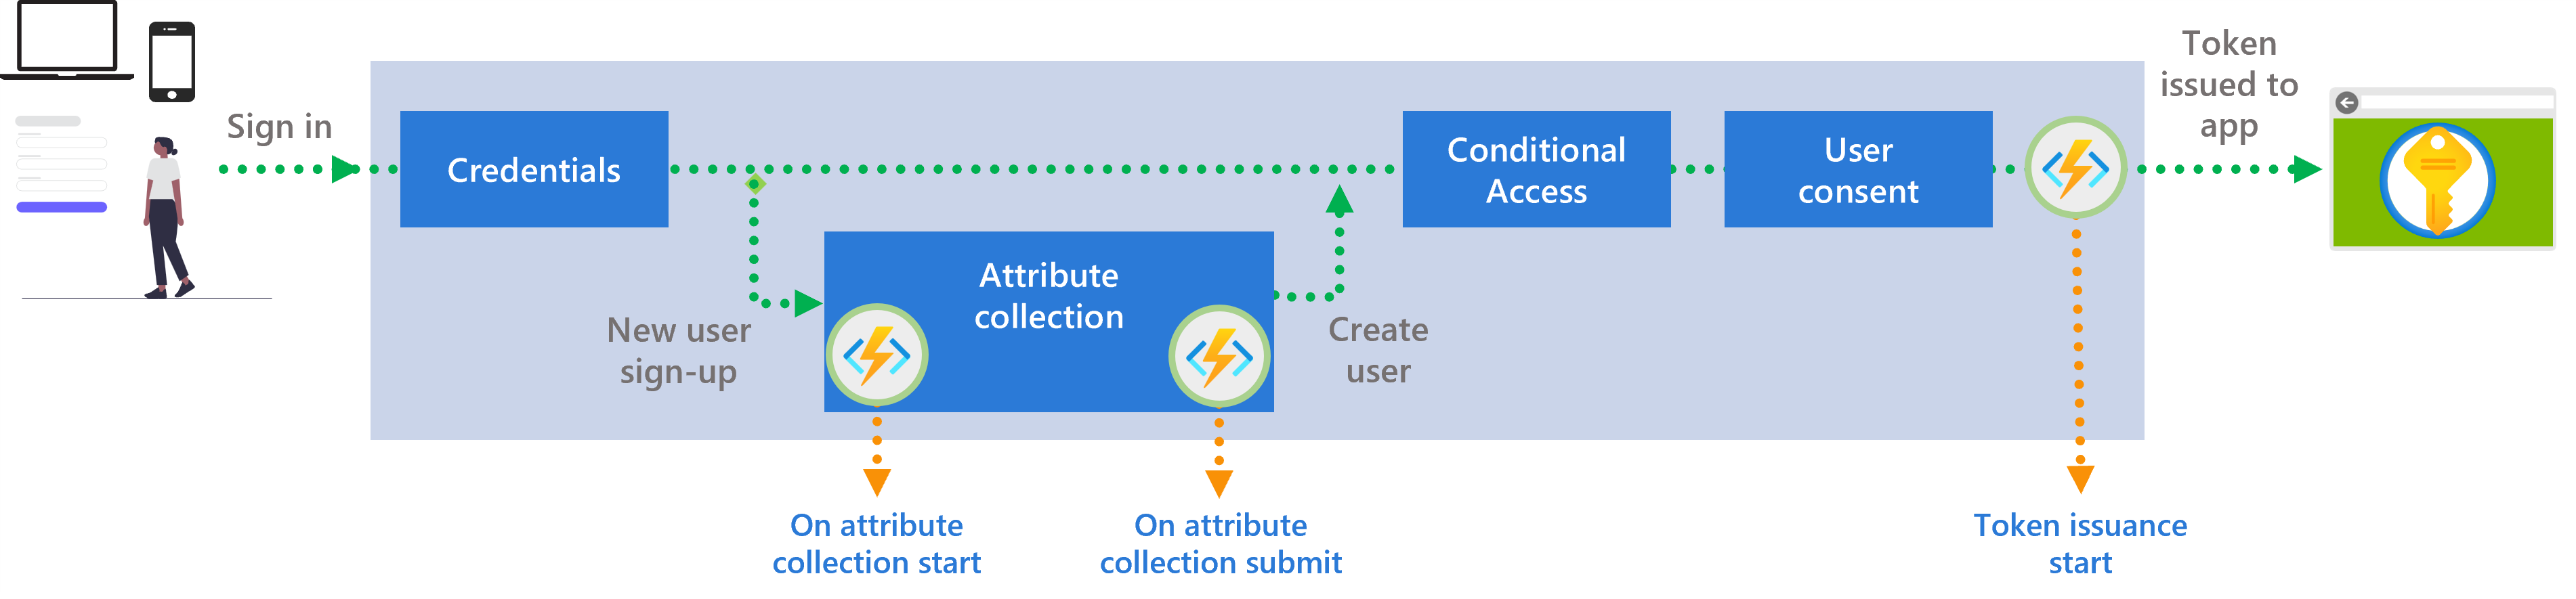 Sign in
Credentials
New user
sign-up
Attribute
collection
Create
user
Conditional
Access
User
consent
Token
issued to
app
On attribute
collection start
On attribute
collection submit
Token issuance
start